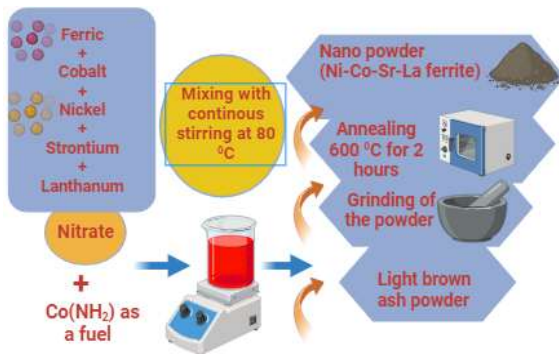 Ferric
+
Cobalt
+
Nickel
+
Strontium
+
Lanthanum
Nitrate
+
Co(NH₂) as
a fuel
Mixing with
continous
stirring at 80
⁰C
Nano powder
(Ni-Co-Sr-La ferrite)
Annealing
600 ⁰C for 2
hours
Grinding of
the powder
Light brown
ash powder